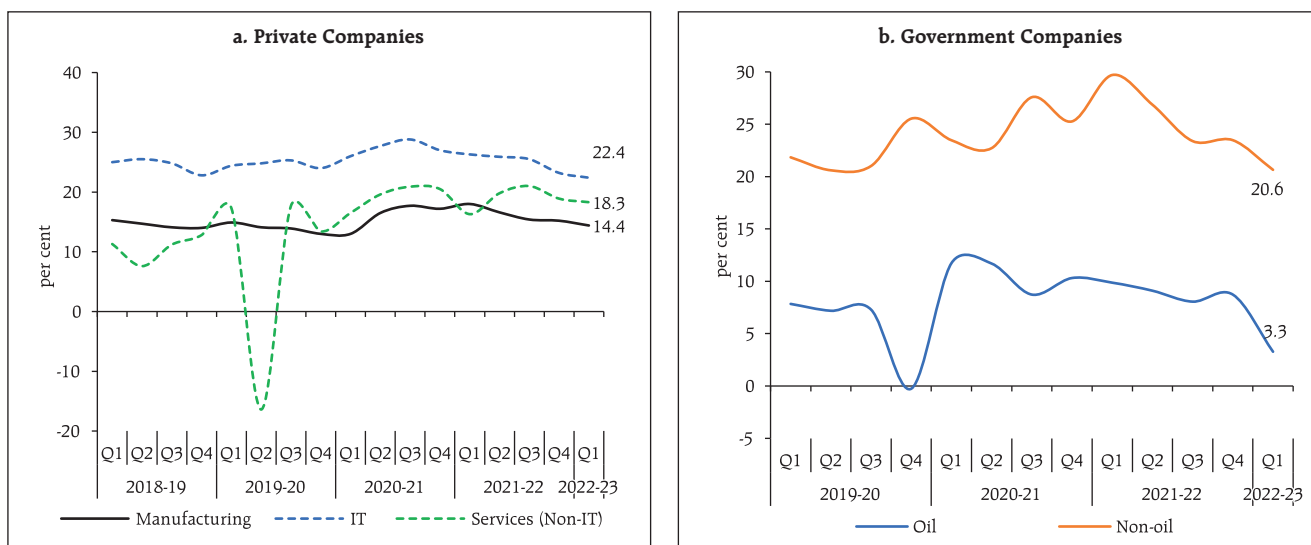 a. Private Companies
40
30
20
10
0
-10
-20
per cent
22.4
18.3
14.4
Q1 Q2 Q3 Q4 Q1 Q2 Q3 Q4 Q1 Q2 Q3 Q4 Q1 Q2 Q3 Q4 Q1
2018-19 2019-20 2020-21 2021-22 2022-23
Manufacturing IT Services (Non-IT)
b. Government Companies
30
25
20
15
10
5
0
-5
per cent
20.6
3.3
Q1 Q2 Q3 Q4 Q1 Q2 Q3 Q4 Q1 Q2 Q3 Q4 Q1
2019-20 2020-21 2021-22 2022-23
Oil Non-oil